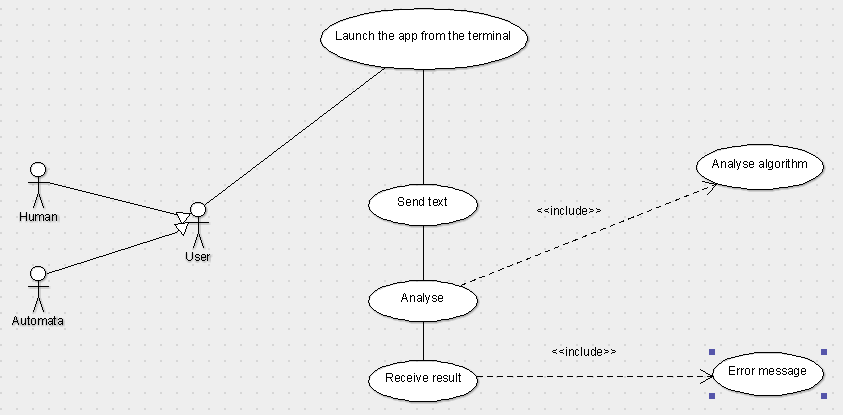 Launch the app from the terminal
Analyse algorithm
Send text
<<include>>
Human
User
Analyse
Automata
<<include>>
Receive result
Error message